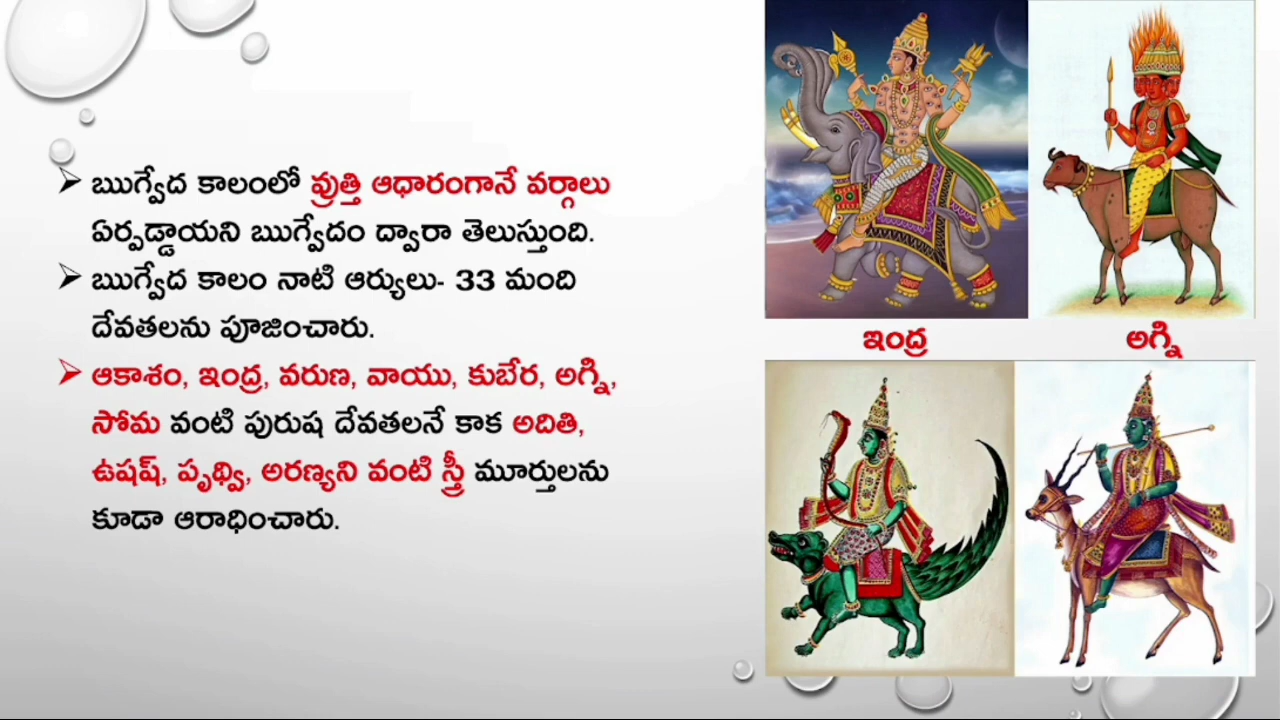 ఋగ్వేద కాలంలో వ్రుత్తి ఆధారంగానే వర్గాలు
ఏర్పడ్డాయని ఋగ్వేదం ద్వారా తెలుస్తుంది.
ఋగ్వేద కాలం నాటి ఆర్యులు- 33 మంది
దేవతలను పూజించారు.
ఆకాశం, ఇంద్ర, వరుణ, వాయు, కుబేర, అగ్ని,
సోమ వంటి పురుష దేవతలనే కాక అదితి,
ఉషష్, పృథ్వి, అరణ్యని వంటి స్త్రీ మూర్తులను
కూడా ఆరాధించారు.
ఇంద్ర
అగ్ని